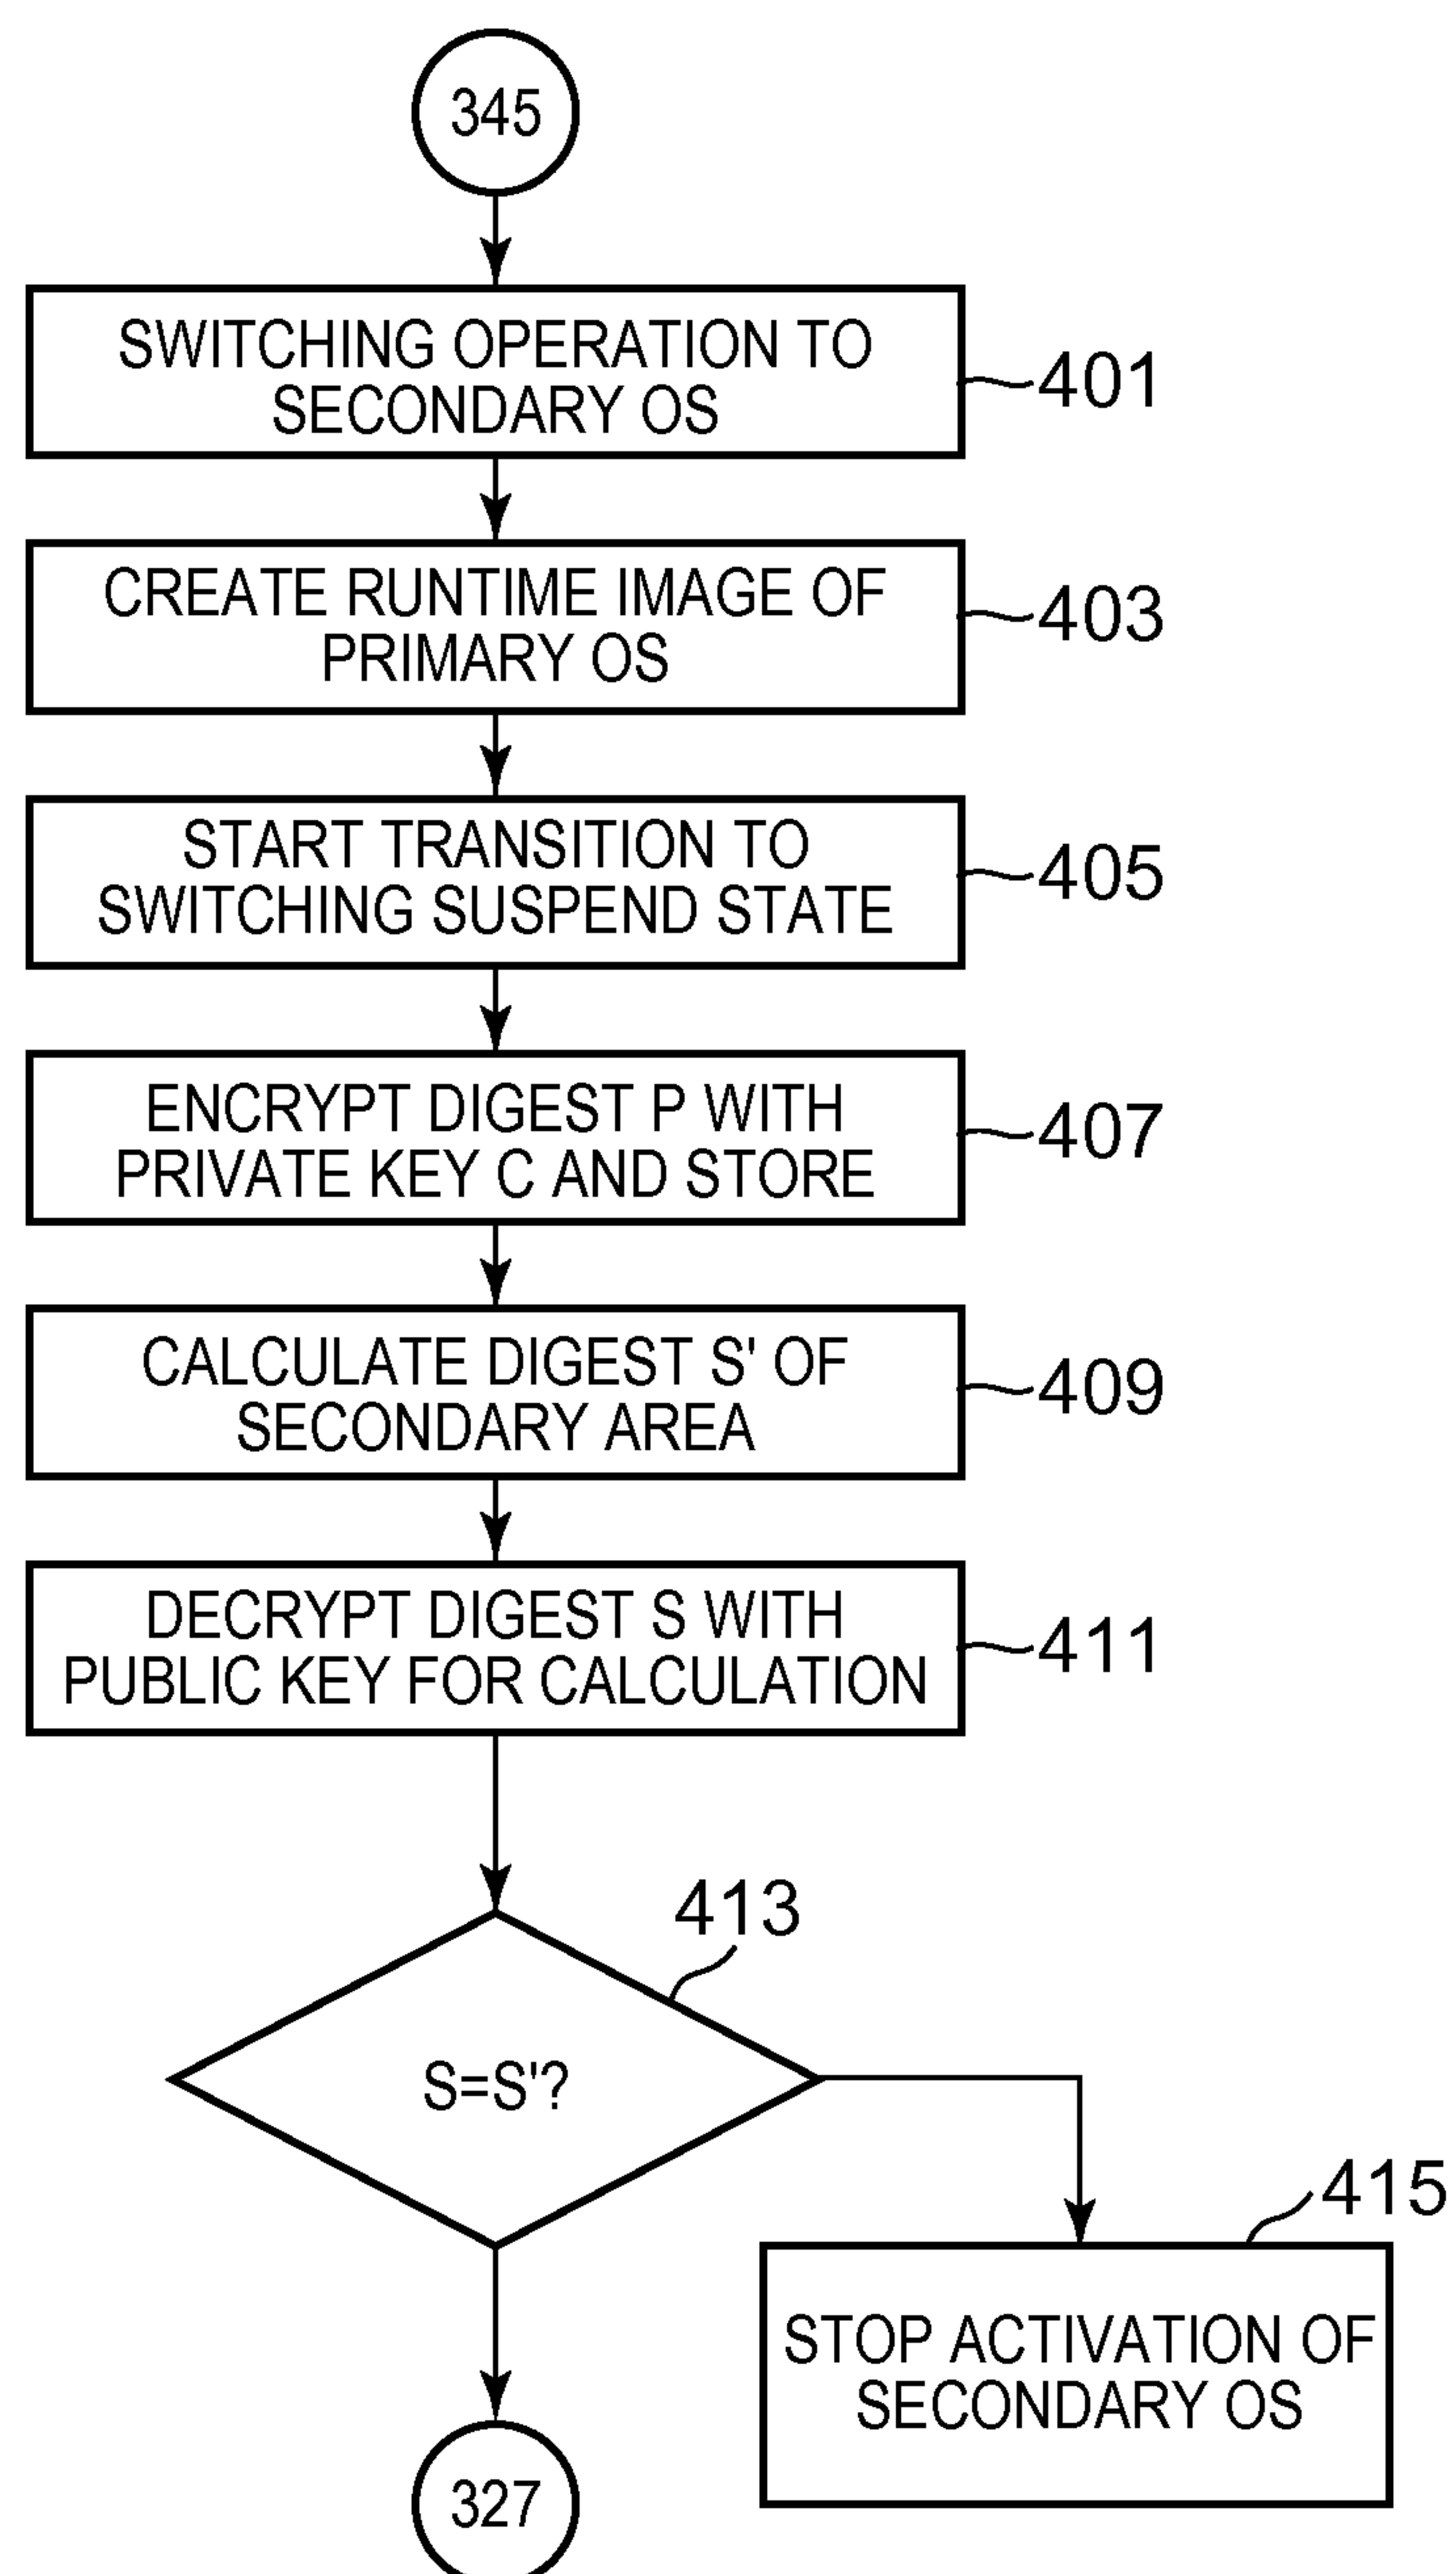 345
SWITCHING OPERATION TO
SECONDARY OS
401
CREATE RUNTIME IMAGE OF
PRIMARY OS
403
START TRANSITION TO
SWITCHING SUSPEND STATE
405
ENCRYPT DIGEST P WITH
PRIVATE KEY C AND STORE
407
CALCULATE DIGEST S' OF
SECONDARY AREA
409
DECRYPT DIGEST S WITH
PUBLIC KEY FOR CALCULATION
411
413
S=S'?
415
STOP ACTIVATION OF
SECONDARY OS
327